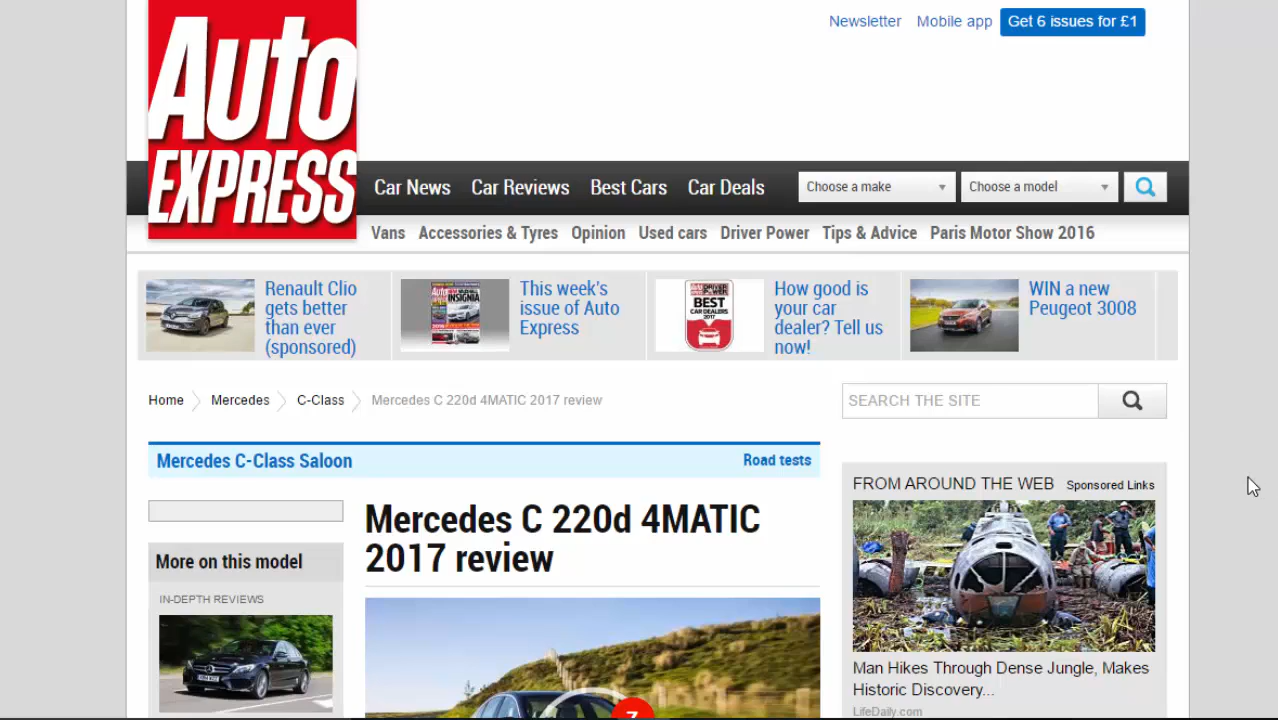 Auto
EXPRESS
Newsletter Mobile app Get 6 issues for £1
Car News Car Reviews Best Cars Car Deals Choose a make Choose a model
Vans Accessories & Tyres Opinion Used cars Driver Power Tips & Advice Paris Motor Show 2016
Renault Clio
gets better
than ever
(sponsored)
INSIGNIA
This week's
issue of Auto
Express
BEST
CAR DEALERS
2017
How good is
your car
dealer? Tell us
now!
WIN a new
Peugeot 3008
Home Mercedes C-Class Mercedes C 220d 4MATIC 2017 review
SEARCH THE SITE
Mercedes C-Class Saloon Road tests
Mercedes C 220d 4MATIC
2017 review
More on this model
IN-DEPTH REVIEWS
7
FROM AROUND THE WEB Sponsored Links
Man Hikes Through Dense Jungle, Makes
Historic Discovery...
LifeDaily.com